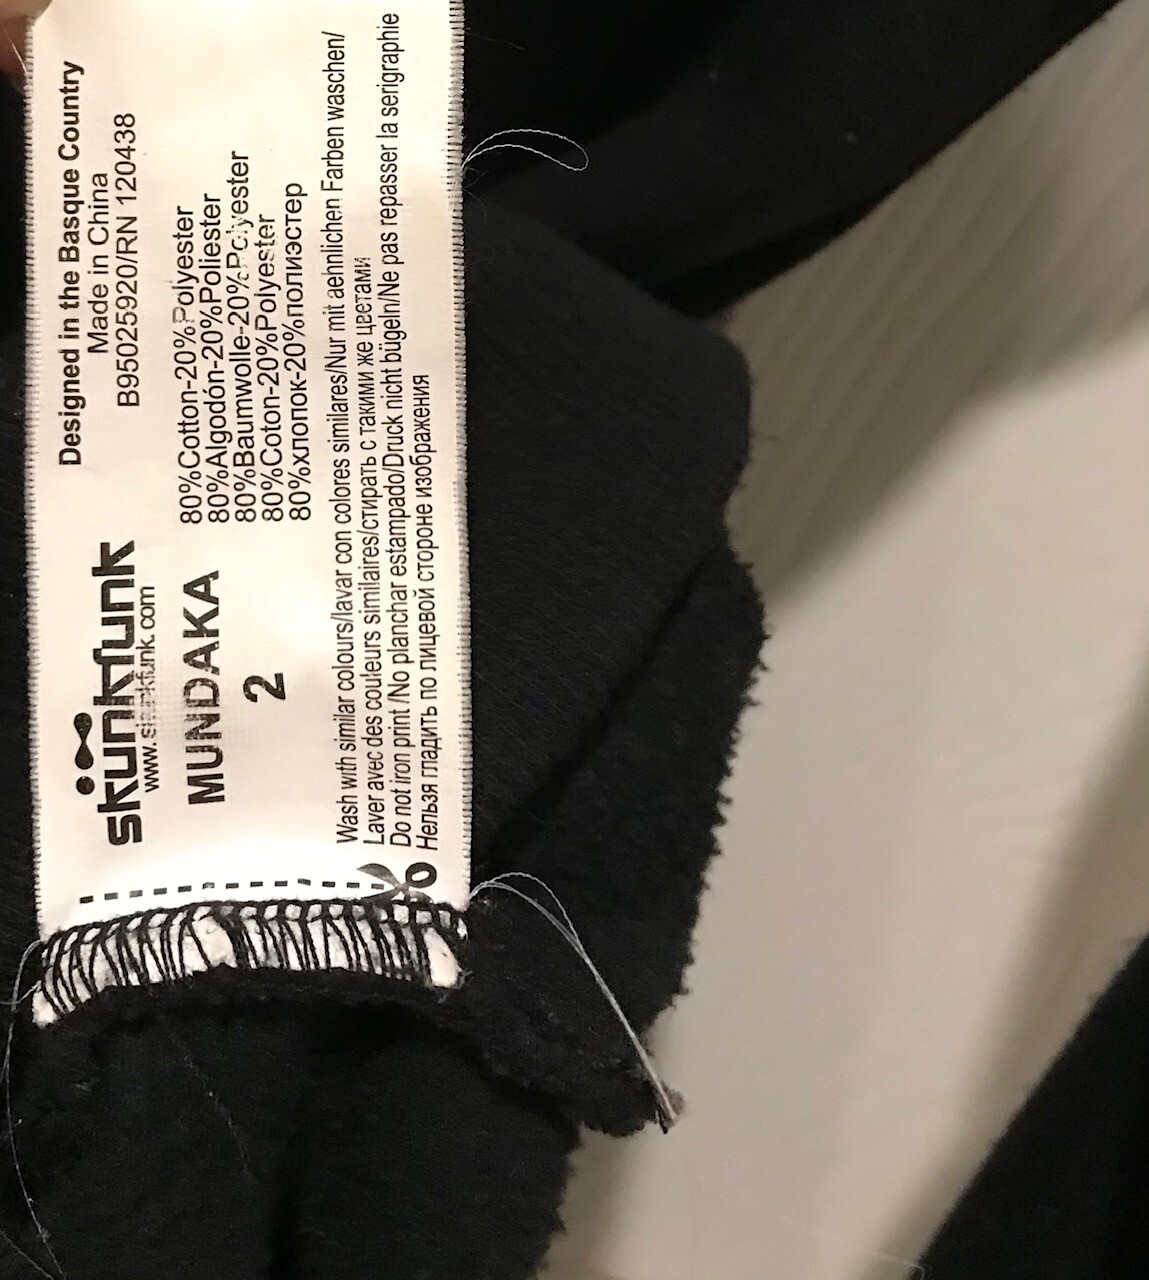 skunkfunk
www.skunkfunk.com
Designed in the Basque Country
Made in China
B95025920/RN 120438
MUNDAKA
2
80%Cotton-20%Polyester
80%Algodón-20%Poliester
80%Baumwolle-20%Polyester
80%Coton-20%Polyester
80%хлопок-20%полиэстер
Wash with similar colours/lavar con colores similares/Nur mit aehnlichen Farben waschen/
Laver avec des couleurs similaires/стирать с такими же цветами
Do not iron print /No planchar estampado/Druck nicht bügeln/Ne pas repasser la serigraphie
Нельзя гладить по лицевой стороне изображения